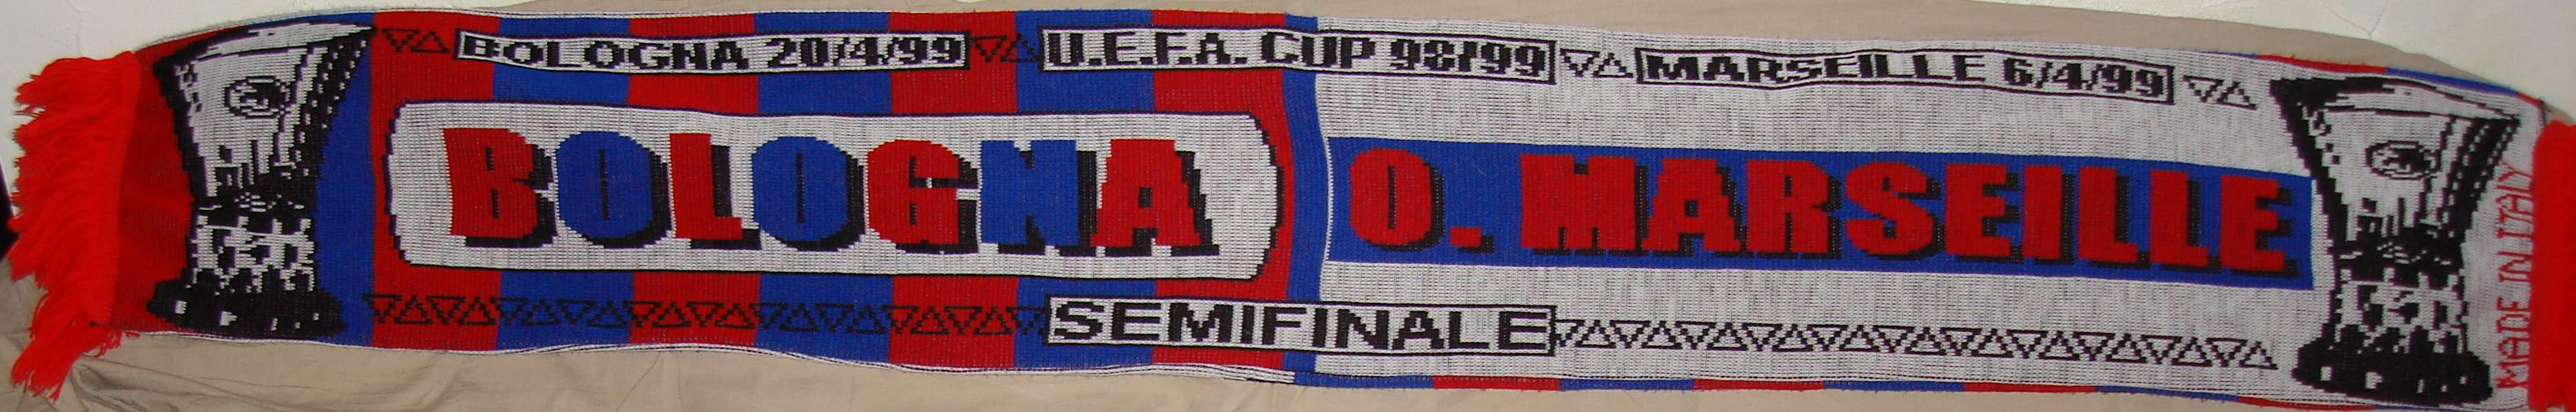 BOLOGNA 20/4/99 U.E.F.A. CUP 98/99 MARSEILLE 6/4/99
BOLOGNA O. MARSEILLE
SEMIFINALE
MADE IN ITALY